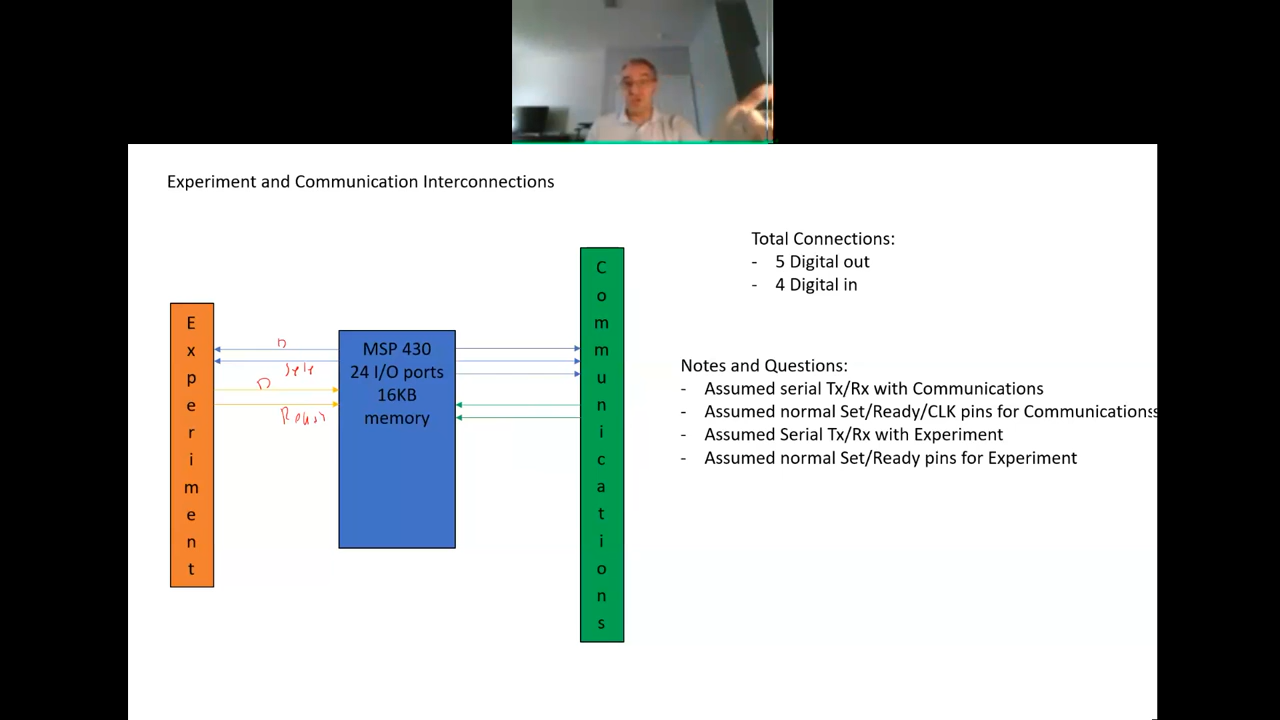 Experiment and Communication Interconnections
Total Connections:
- 5 Digital out
- 4 Digital in
Experiment
D
D
MSP 430
24 I/O ports
16KB
memory
Communications
Notes and Questions:
- Assumed serial Tx/Rx with Communications
- Assumed normal Set/Ready/CLK pins for Communications
- Assumed Serial Tx/Rx with Experiment
- Assumed normal Set/Ready pins for Experiment